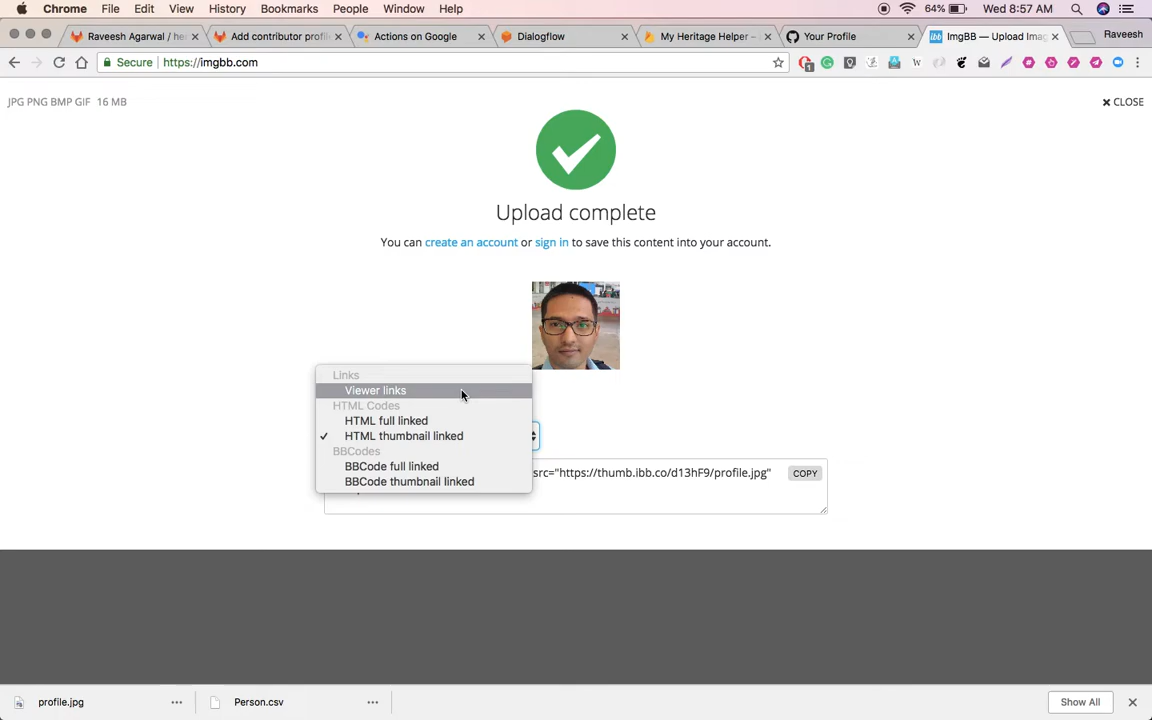 Chrome File Edit View History Bookmarks People Window Help 64% Wed 8:57 AM
Raveesh Agarwal / he
Add contributor profil
Actions on Google
Dialogflow
My Heritage Helper –
Your Profile
ImgBB — Upload Imag
Raveesh
Secure https://imgbb.com
JPG PNG BMP GIF 16 MB
CLOSE
Upload complete
You can create an account or sign in to save this content into your account.
Links
Viewer links
HTML Codes
HTML full linked
HTML thumbnail linked
BBCodes
BBCode full linked
BBCode thumbnail linked
src="https://thumb.ibb.co/d13hF9/profile.jpg"
COPY
profile.jpg
Person.csv
Show All